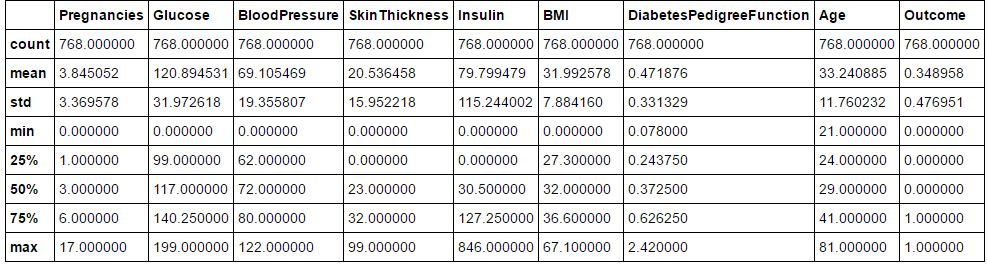 Pregnancies Glucose BloodPressure SkinThickness Insulin BMI DiabetesPedigreeFunction Age Outcome
count 768.000000 768.000000 768.000000 768.000000 768.000000 768.000000 768.000000 768.000000 768.000000
mean 3.845052 120.894531 69.105469 20.536458 79.799479 31.992578 0.471876 33.240885 0.348958
std 3.369578 31.972618 19.355807 15.952218 115.244002 7.884160 0.331329 11.760232 0.476951
min 0.000000 0.000000 0.000000 0.000000 0.000000 0.000000 0.078000 21.000000 0.000000
25% 1.000000 99.000000 62.000000 0.000000 0.000000 27.300000 0.243750 24.000000 0.000000
50% 3.000000 117.000000 72.000000 23.000000 30.500000 32.000000 0.372500 29.000000 0.000000
75% 6.000000 140.250000 80.000000 32.000000 127.250000 36.600000 0.626250 41.000000 1.000000
max 17.000000 199.000000 122.000000 99.000000 846.000000 67.100000 2.420000 81.000000 1.000000